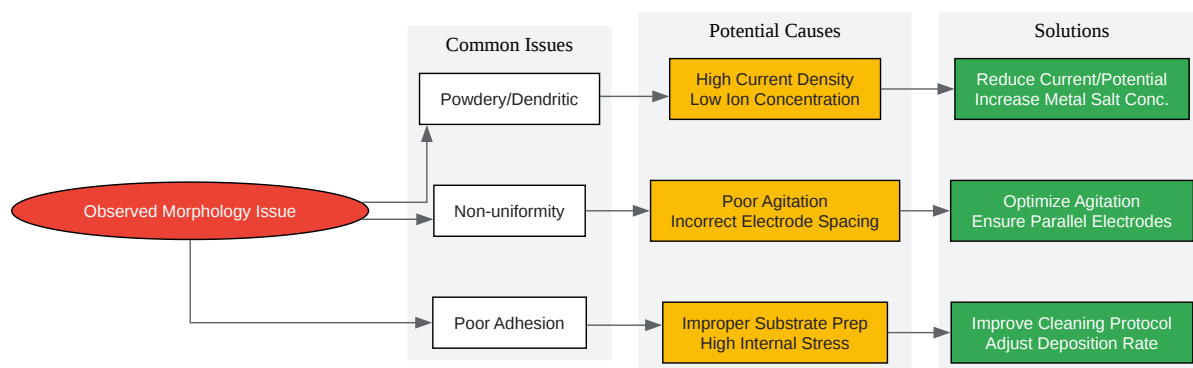 Common Issues
Potential Causes
Solutions
Powdery/Dendritic
High Current Density
Low Ion Concentration
Reduce Current/Potential
Increase Metal Salt Conc.
Observed Morphology Issue
Non-uniformity
Poor Agitation
Incorrect Electrode Spacing
Optimize Agitation
Ensure Parallel Electrodes
Poor Adhesion
Improper Substrate Prep
High Internal Stress
Improve Cleaning Protocol
Adjust Deposition Rate